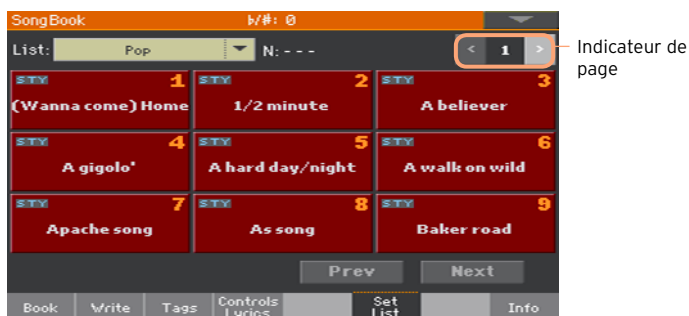 SongBook ♭/#: 0
List: Pop N:--- < 1 >
Indicateur de
page
STY 1 STY 2 STY 3
(Wanna come) Home 1/2 minute A believer
STY 4 STY 5 STY 6
A gigolo' A hard day/night A walk on wild
STY 7 STY 8 STY 9
Apache song As song Baker road
Prev Next
Book Write Tags Controls Lyrics Set List Info